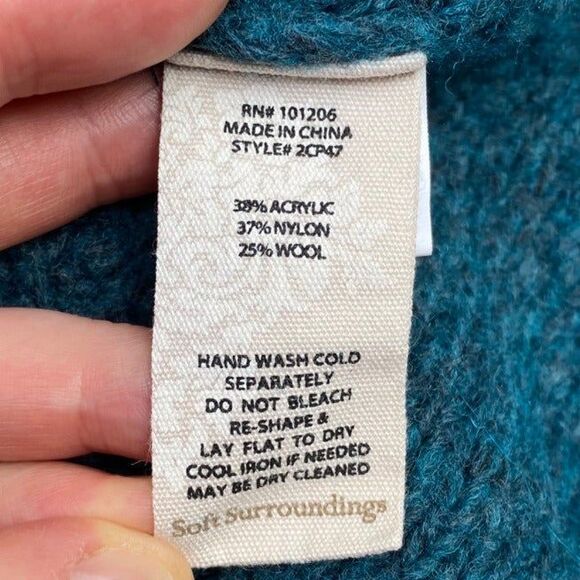 RN# 101206
MADE IN CHINA
STYLE# 2CP47
38% ACRYLIC
37% NYLON
25% WOOL
HAND WASH COLD
SEPARATELY
DO NOT BLEACH
RE-SHAPE &
LAY FLAT TO DRY
COOL IRON IF NEEDED
MAY BE DRY CLEANED
Soft Surroundings